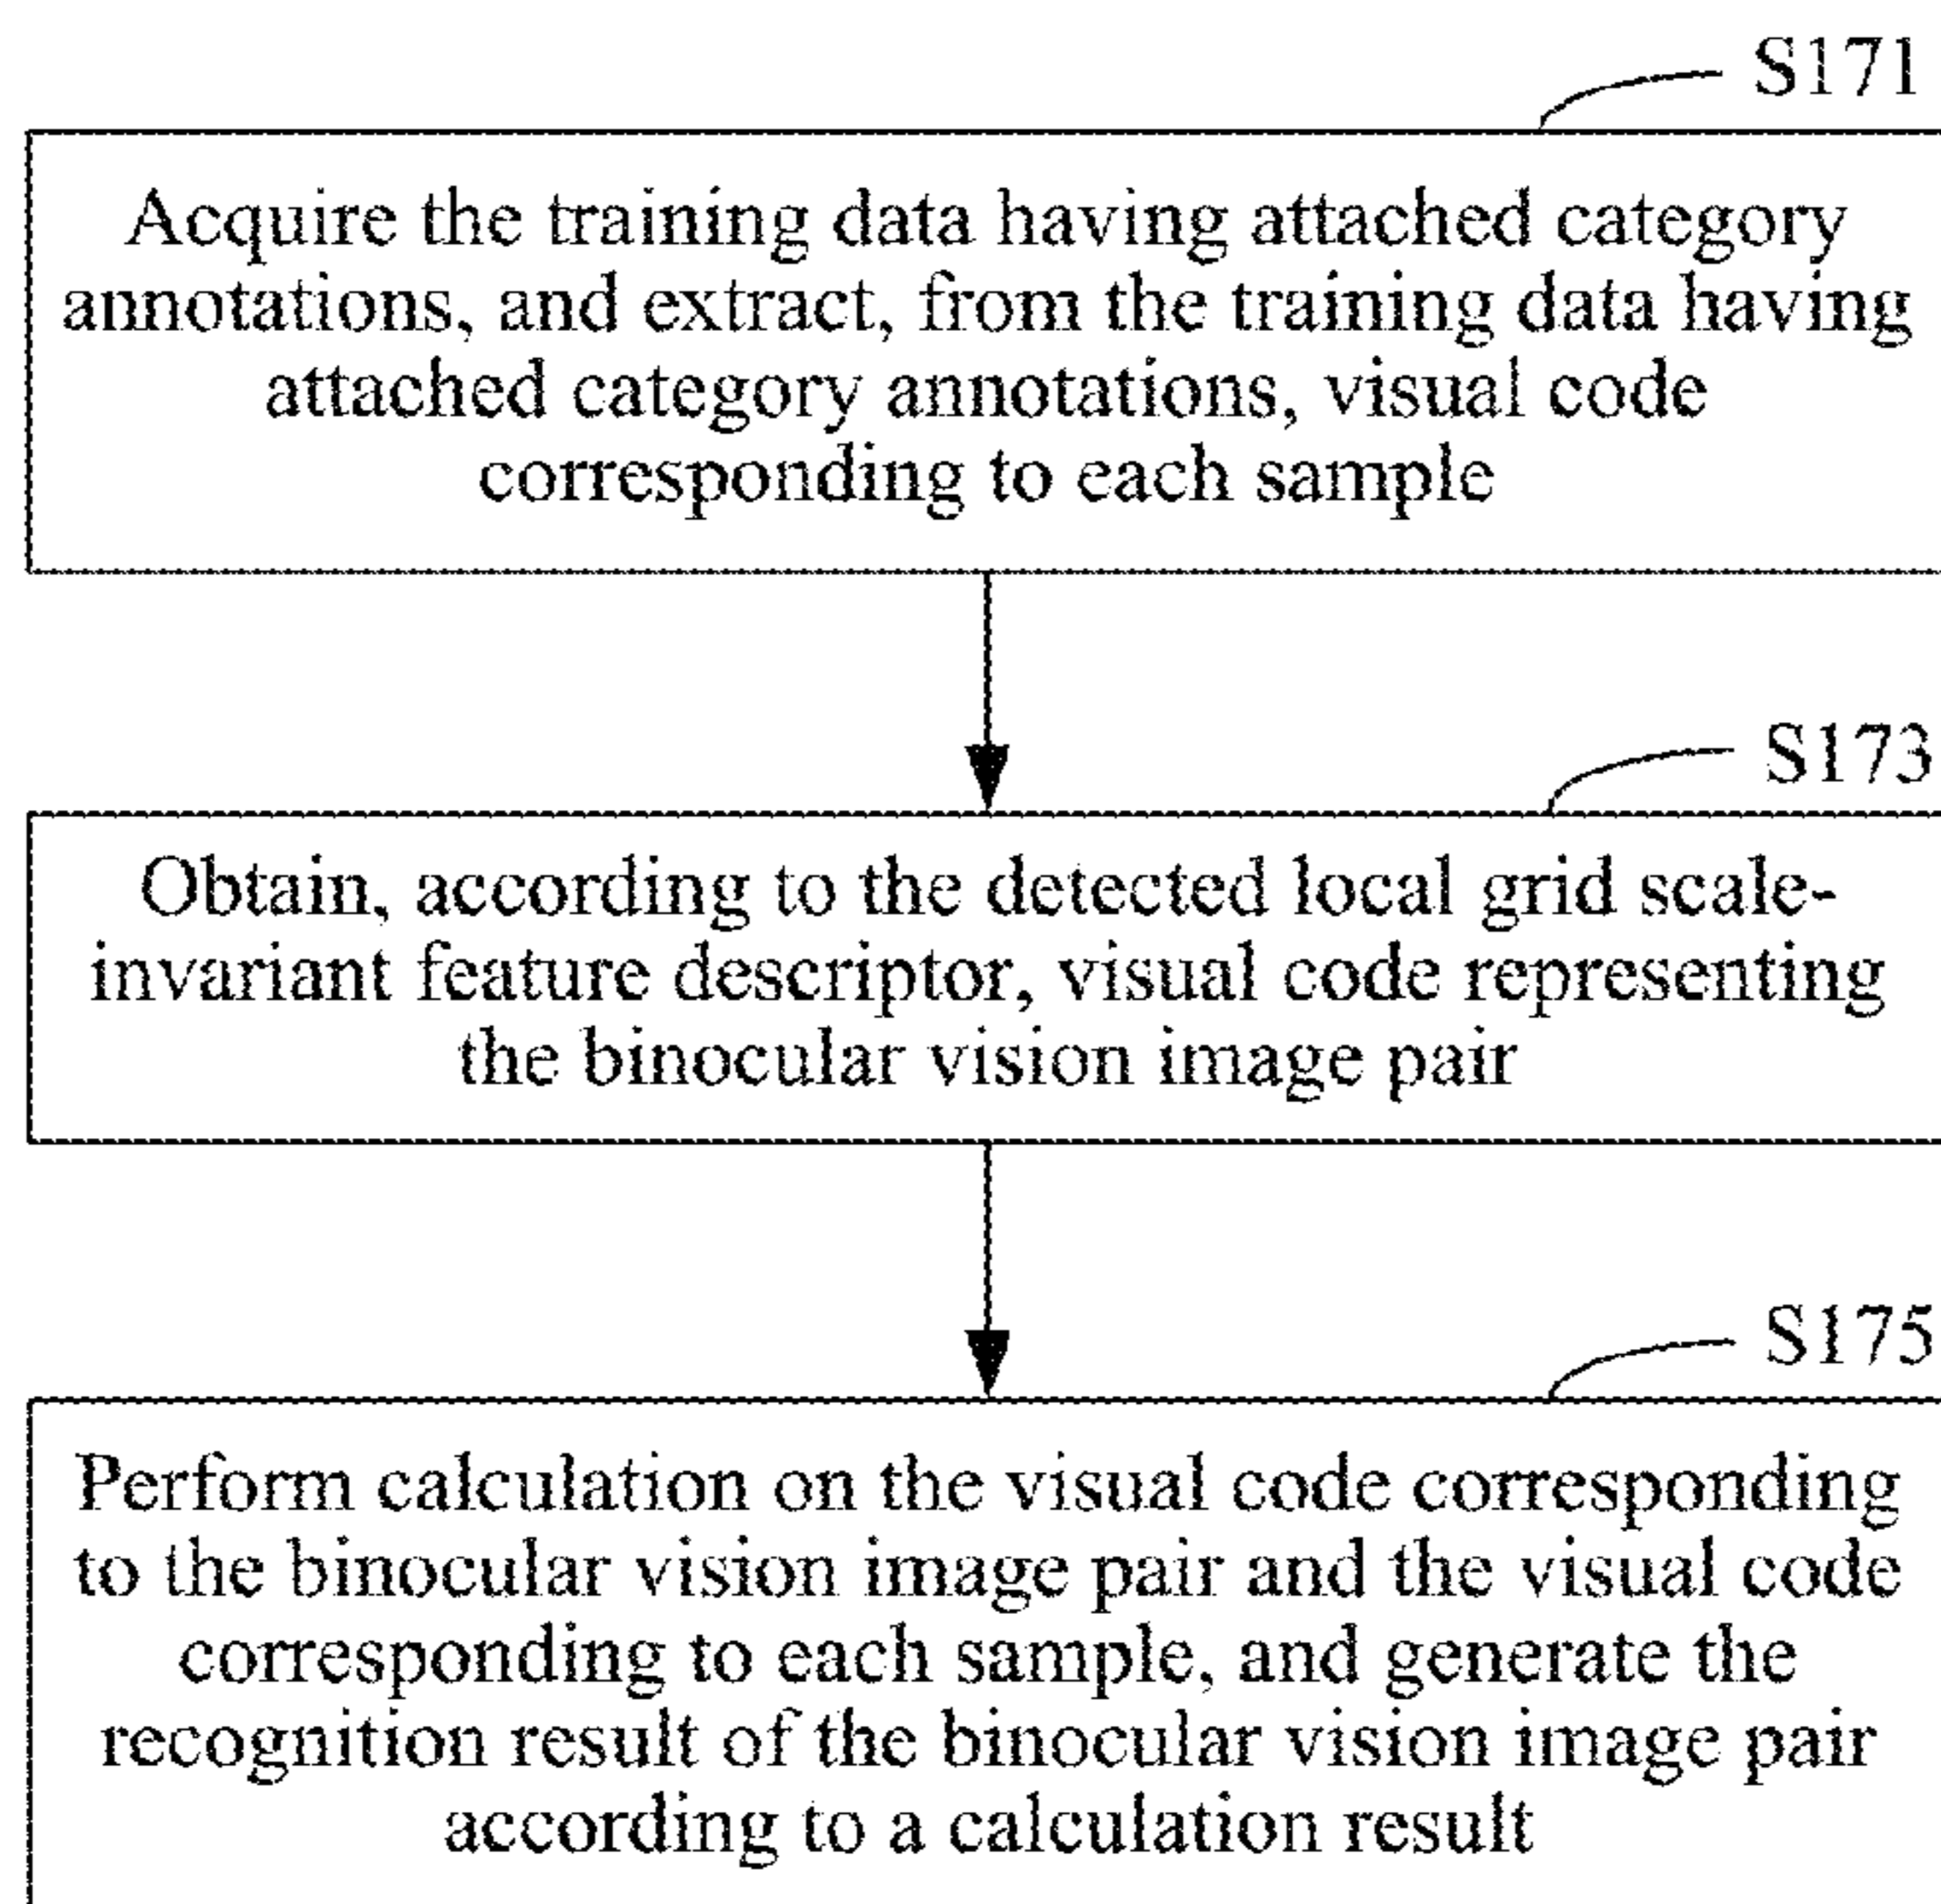 S171
Acquire the training data having attached category
annotations, and extract, from the training data having
attached category annotations, visual code
corresponding to each sample
S173
Obtain, according to the detected local grid scale-
invariant feature descriptor, visual code representing
the binocular vision image pair
S175
Perform calculation on the visual code corresponding
to the binocular vision image pair and the visual code
corresponding to each sample, and generate the
recognition result of the binocular vision image pair
according to a calculation result